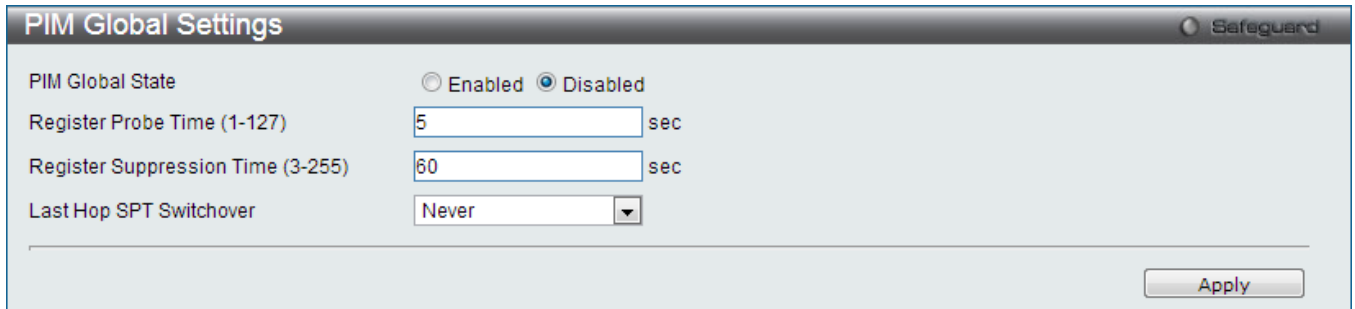 PIM Global Settings Safeguard
PIM Global State Enabled Disabled
Register Probe Time (1-127) 5 sec
Register Suppression Time (3-255) 60 sec
Last Hop SPT Switchover Never
Apply